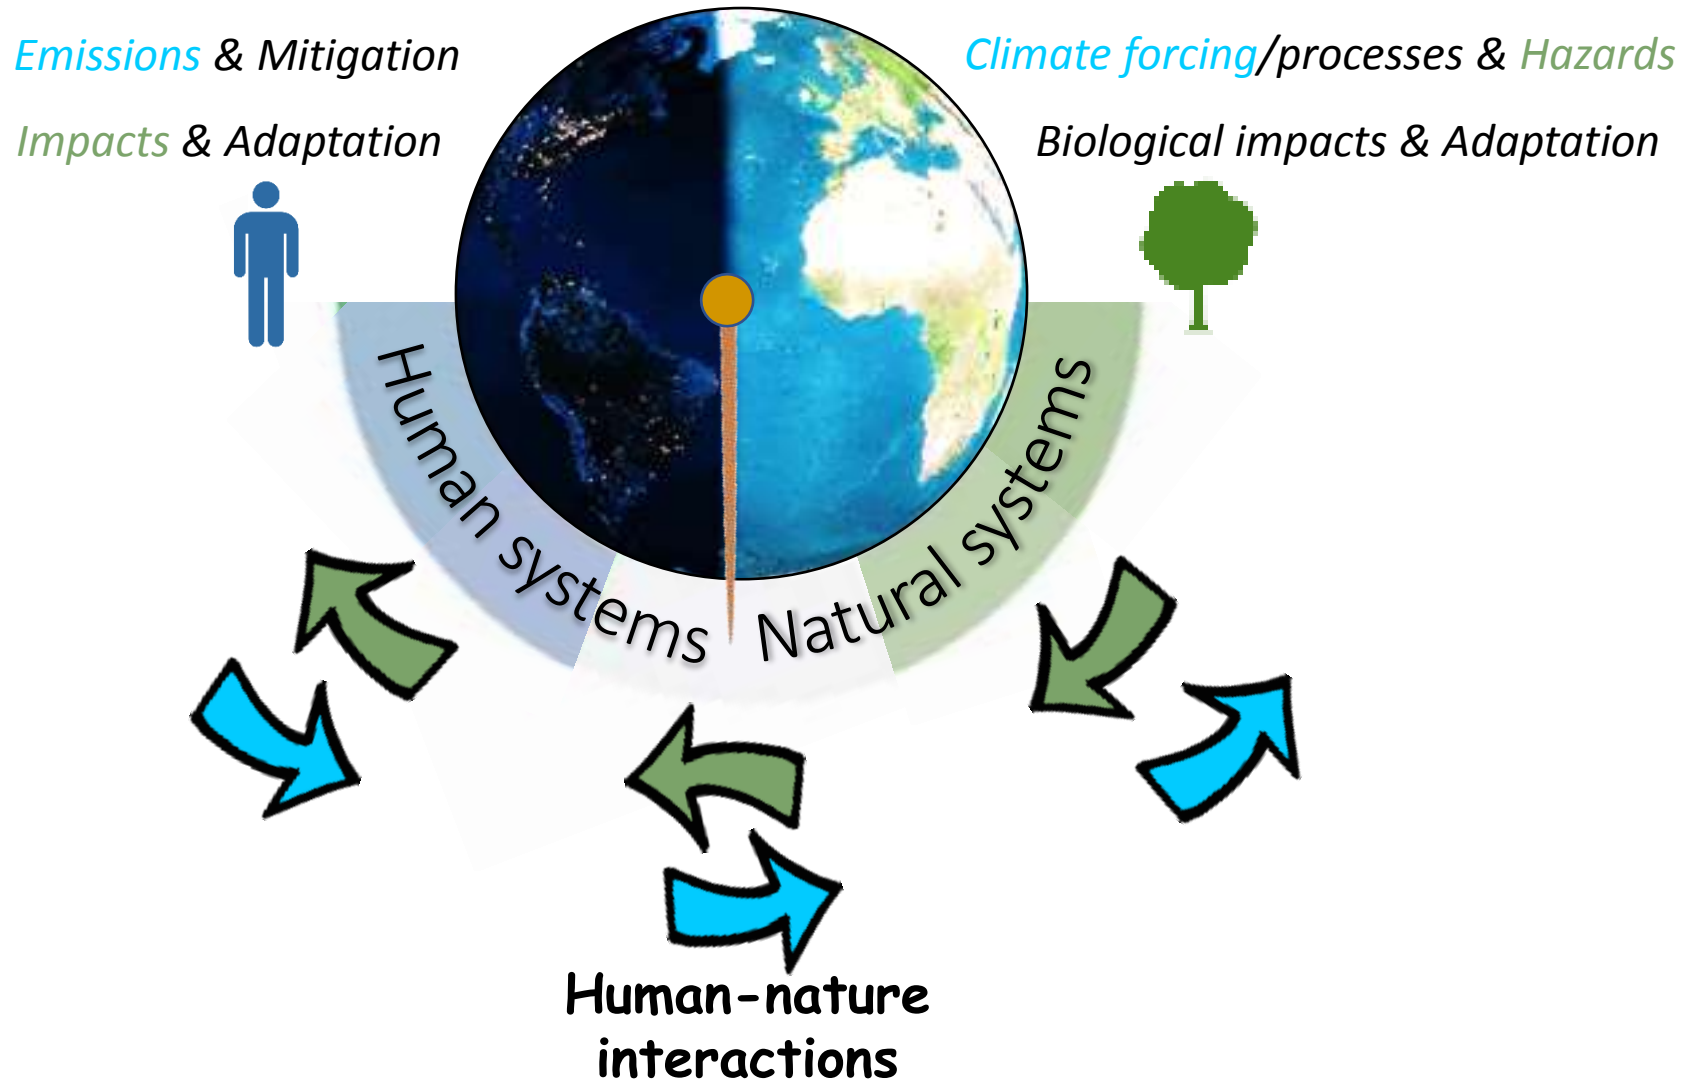 Emissions & Mitigation
Impacts & Adaptation
Climate forcing/processes & Hazards
Biological impacts & Adaptation
Human systems
Natural systems
Human-nature
interactions